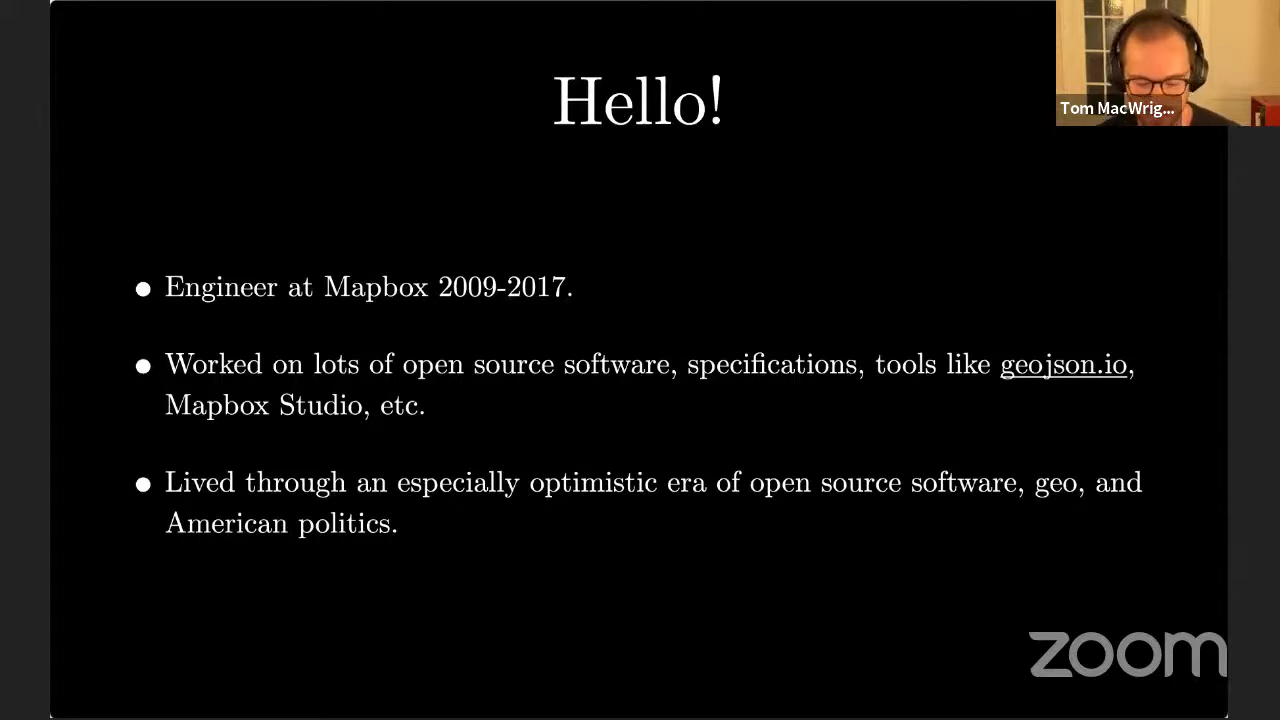 Hello!
Tom MacWrig...
● Engineer at Mapbox 2009-2017.
● Worked on lots of open source software, specifications, tools like geojson.io,
Mapbox Studio, etc.
● Lived through an especially optimistic era of open source software, geo, and
American politics.
zoom